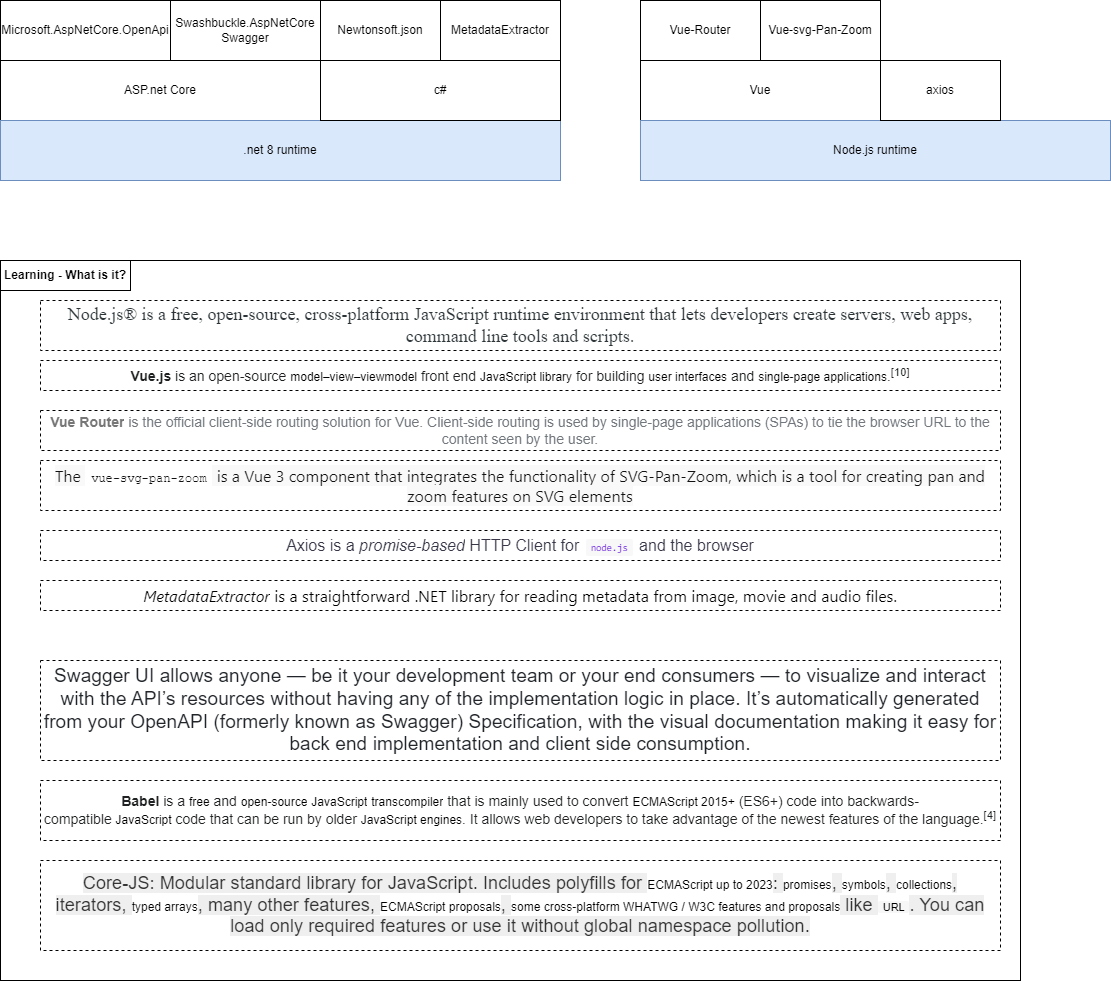 Microsoft.AspNetCore.OpenApi
Swashbuckle.AspNetCore
Swagger
Newtonsoft.json
MetadataExtractor
Vue-Router
Vue-svg-Pan-Zoom
ASP.net Core
c#
Vue
axios
.net 8 runtime
Node.js runtime
Learning - What is it?
Node.js® is a free, open-source, cross-platform JavaScript runtime environment that lets developers create servers, web apps,
command line tools and scripts.
Vue.js is an open-source model–view–viewmodel front end JavaScript library for building user interfaces and single-page applications.[10]
Vue Router is the official client-side routing solution for Vue. Client-side routing is used by single-page applications (SPAs) to tie the browser URL to the
content seen by the user.
The vue-svg-pan-zoom is a Vue 3 component that integrates the functionality of SVG-Pan-Zoom, which is a tool for creating pan and
zoom features on SVG elements
Axios is a promise-based HTTP Client for node.js and the browser
MetadataExtractor is a straightforward .NET library for reading metadata from image, movie and audio files.
Swagger UI allows anyone — be it your development team or your end consumers — to visualize and interact
with the API's resources without having any of the implementation logic in place. It's automatically generated
from your OpenAPI (formerly known as Swagger) Specification, with the visual documentation making it easy for
back end implementation and client side consumption.
Babel is a free and open-source JavaScript transcompiler that is mainly used to convert ECMAScript 2015+ (ES6+) code into backwards-
compatible JavaScript code that can be run by older JavaScript engines. It allows web developers to take advantage of the newest features of the language.[4]
Core-JS: Modular standard library for JavaScript. Includes polyfills for ECMAScript up to 2023: promises, symbols, collections,
iterators, typed arrays, many other features, ECMAScript proposals, some cross-platform WHATWG / W3C features and proposals like URL . You can
load only required features or use it without global namespace pollution.